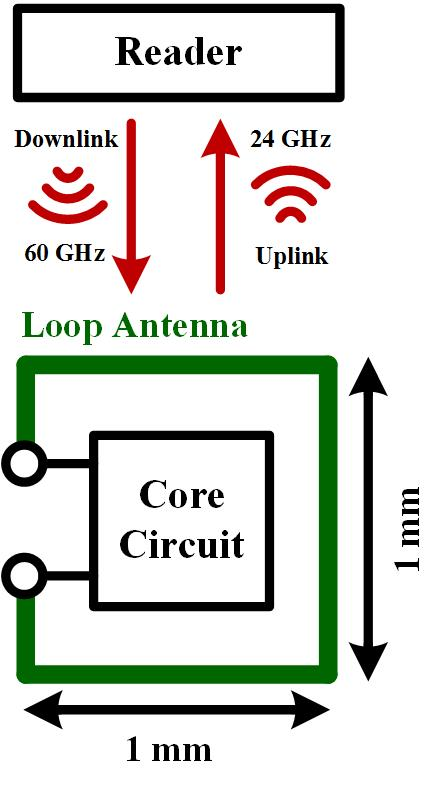 Reader
Downlink
24 GHz
60 GHz
Uplink
Loop Antenna
Core
Circuit
1 mm
1 mm